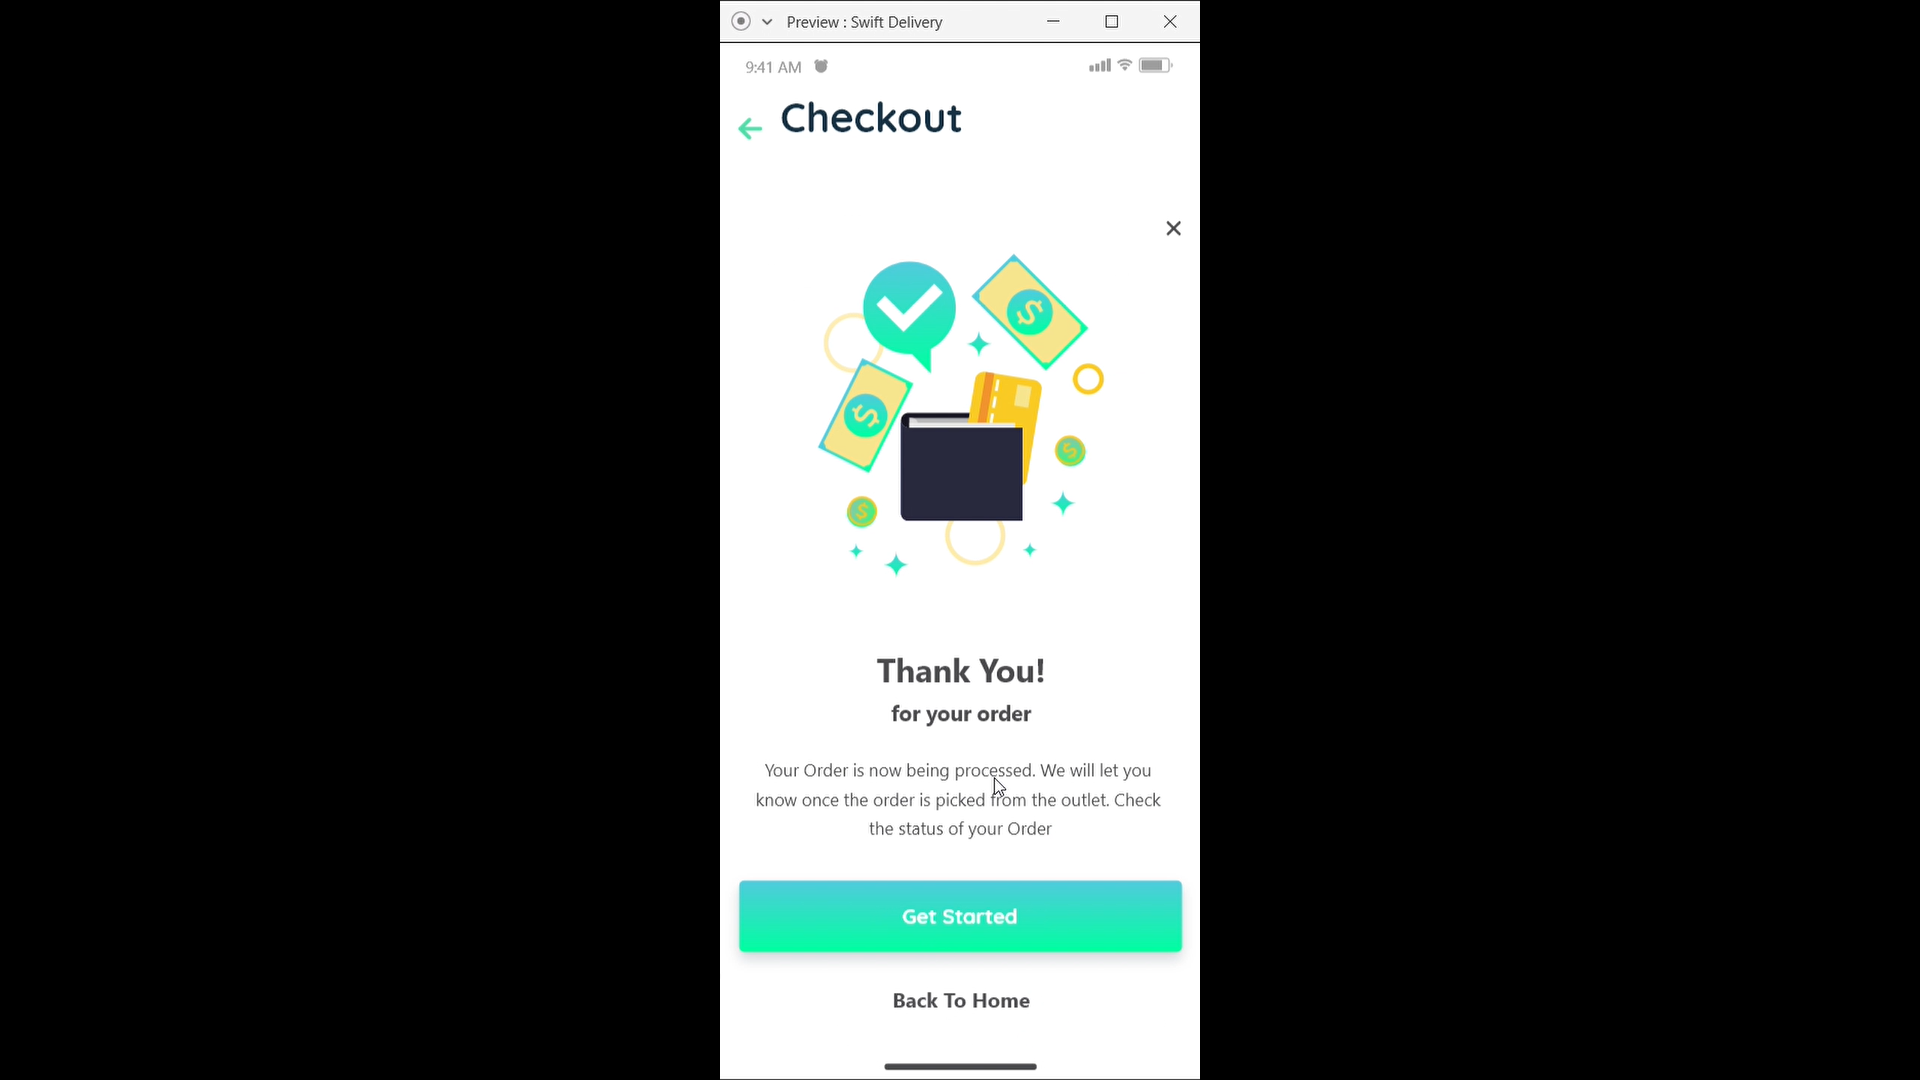 Preview : Swift Delivery
9:41 AM
Checkout
$
$
$
$
Thank You!
for your order
Your Order is now being processed. We will let you
know once the order is picked from the outlet. Check
the status of your Order
Get Started
Back To Home